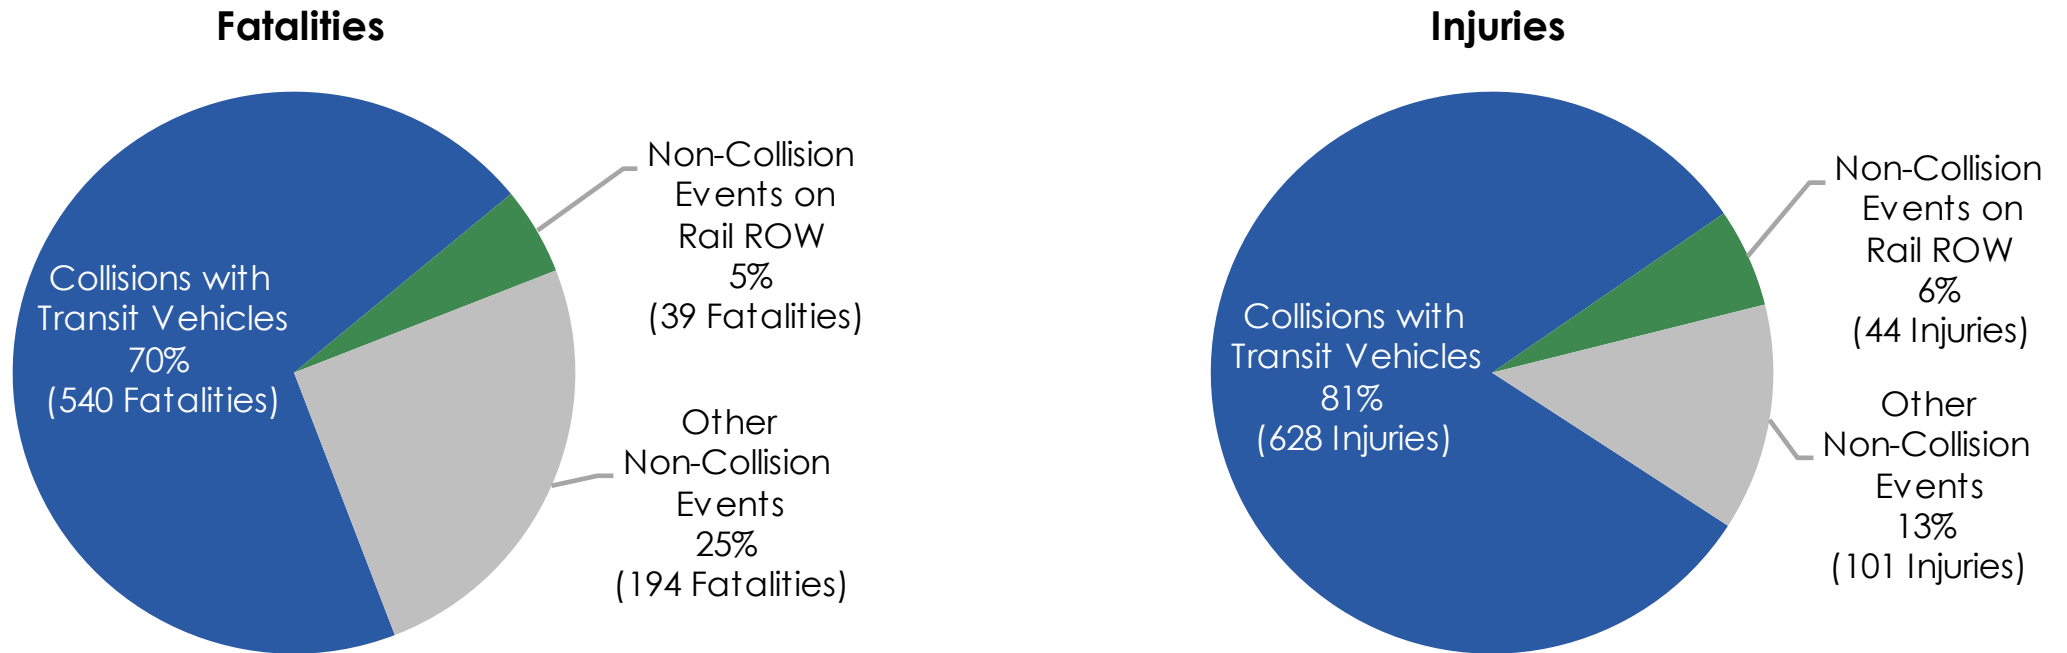 Fatalities
Collisions with
Transit Vehicles
70%
(540 Fatalities)
Non-Collision
Events on
Rail ROW
5%
(39 Fatalities)
Other
Non-Collision
Events
25%
(194 Fatalities)
Injuries
Collisions with
Transit Vehicles
81%
(628 Injuries)
Non-Collision
Events on
Rail ROW
6%
(44 Injuries)
Other
Non-Collision
Events
13%
(101 Injuries)